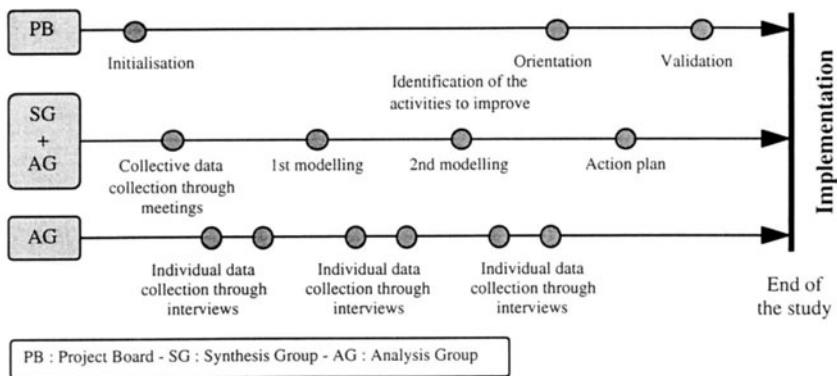 PB
Initialisation
Orientation
Validation
Identification of the
activities to improve
SG
+
AG
Collective data
collection through
meetings
1st modelling
2nd modelling
Action plan
AG
Individual data
collection through
interviews
Individual data
collection through
interviews
Individual data
collection through
interviews
Implementation
End of
the study
PB : Project Board - SG : Synthesis Group - AG : Analysis Group